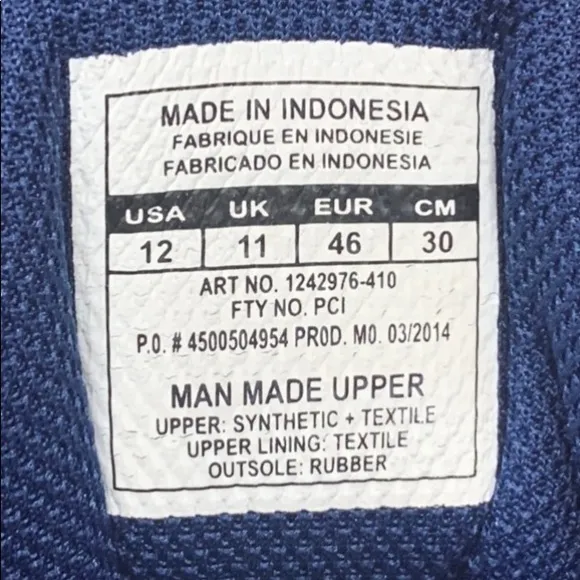 MADE IN INDONESIA
FABRIQUE EN INDONESIE
FABRICADO EN INDONESIA
USA UK EUR CM
12 11 46 30
ART NO. 1242976-410
FTY NO. PCI
P.O. # 4500504954 PROD. MO. 03/2014
MAN MADE UPPER
UPPER: SYNTHETIC + TEXTILE
UPPER LINING: TEXTILE
OUTSOLE: RUBBER